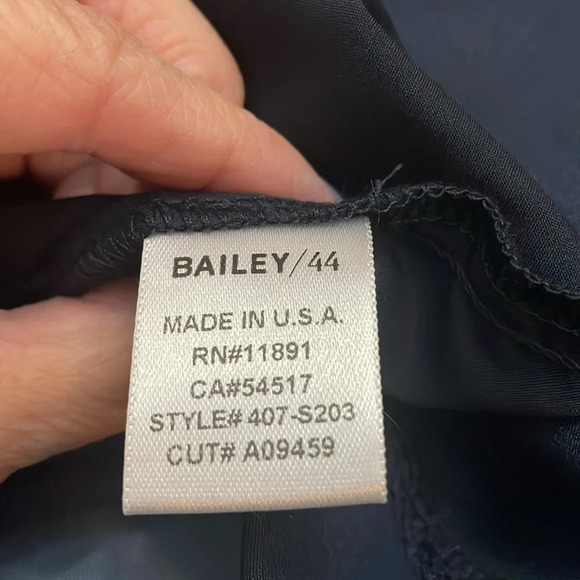 BAILEY/44
MADE IN U.S.A.
RN#11891
CA#54517
STYLE# 407-S203
CUT# A09459